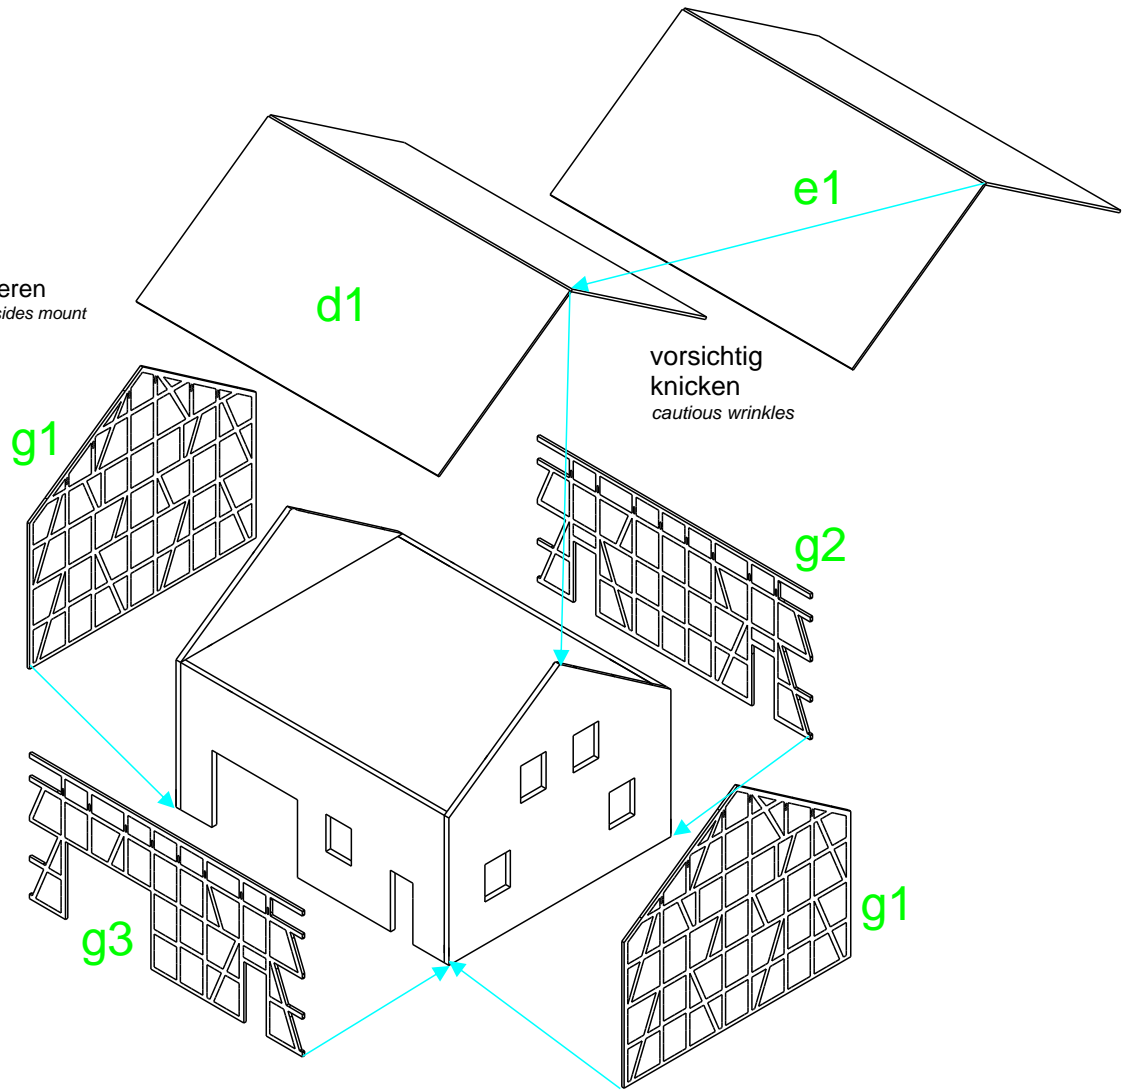 e1
eren
sides mount
d1
vorsichtig
knicken
cautious wrinkles
g1
g2
g1
g3